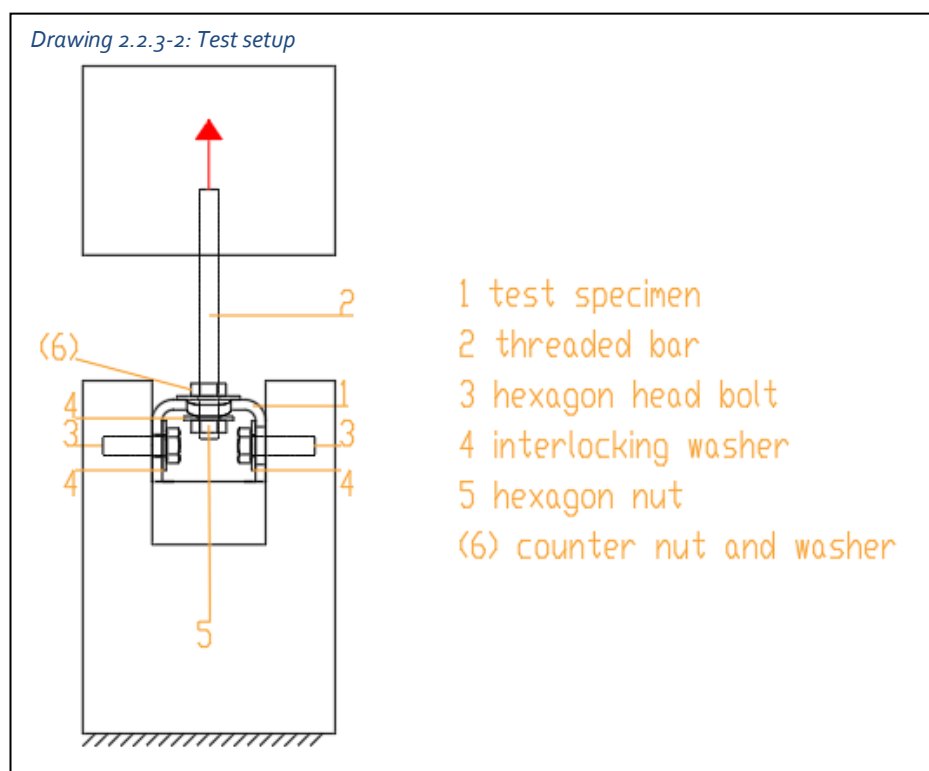 Drawing 2.2.3-2: Test setup
2
(6)
1
4
3
3
4
4
5
1 test specimen
2 threaded bar
3 hexagon head bolt
4 interlocking washer
5 hexagon nut
(6) counter nut and washer